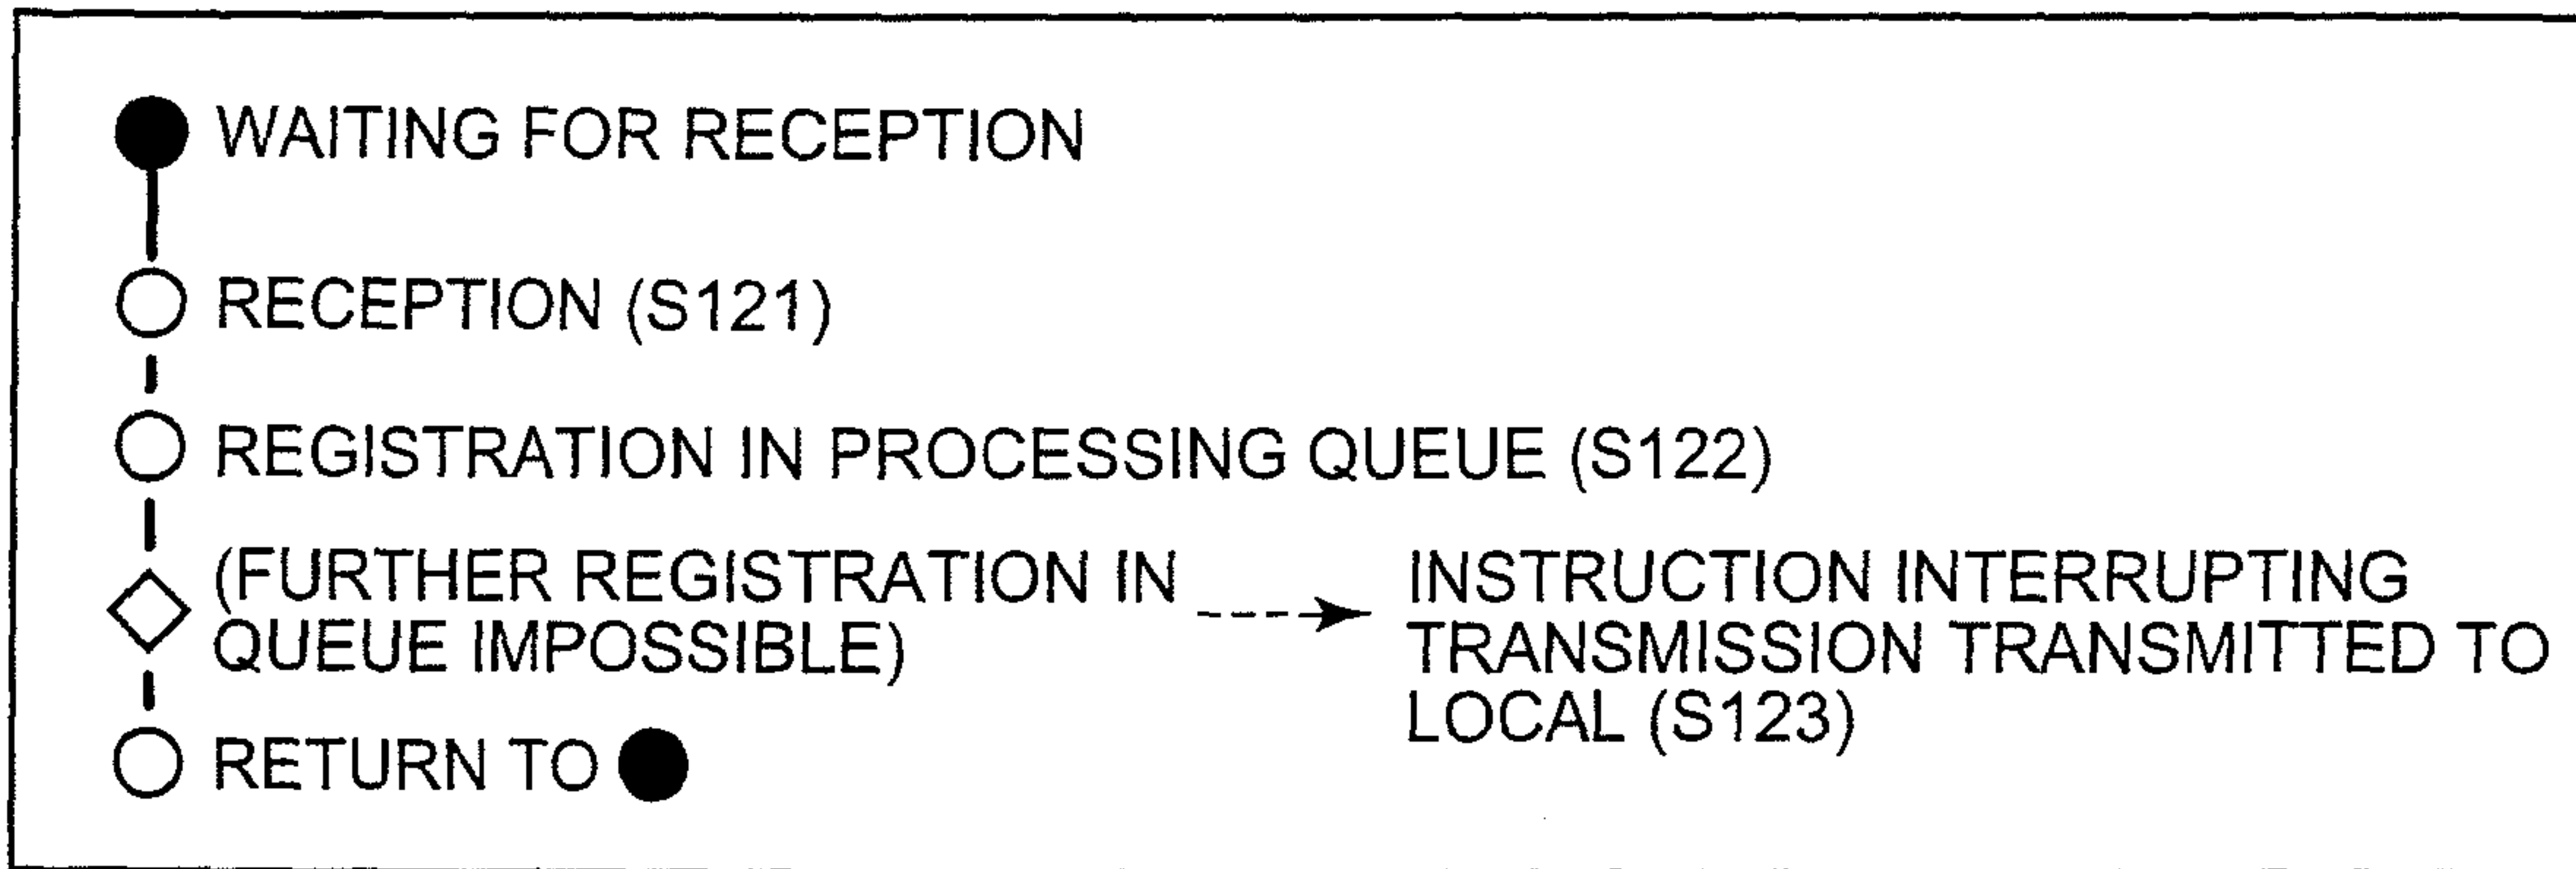 WAITING FOR RECEPTION
RECEPTION (S121)
REGISTRATION IN PROCESSING QUEUE (S122)
(FURTHER REGISTRATION IN
QUEUE IMPOSSIBLE)
INSTRUCTION INTERRUPTING
TRANSMISSION TRANSMITTED TO
LOCAL (S123)
RETURN TO